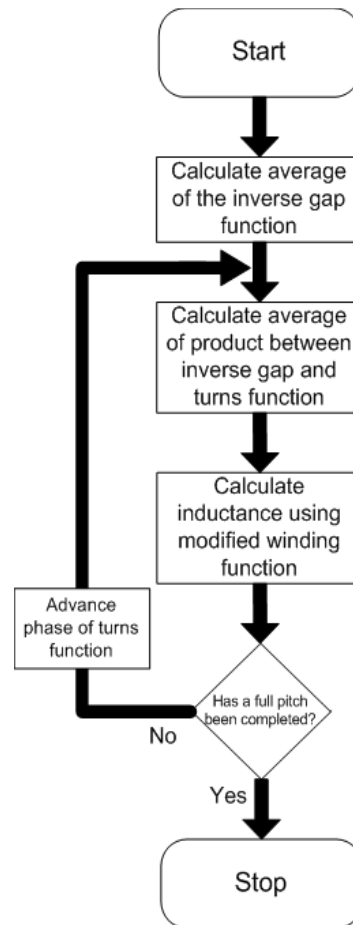 Start
Calculate average
of the inverse gap
function
Calculate average
of product between
inverse gap and
turns function
Calculate
inductance using
modified winding
function
Advance
phase of turns
function
Has a full pitch
been completed?
No
Yes
Stop